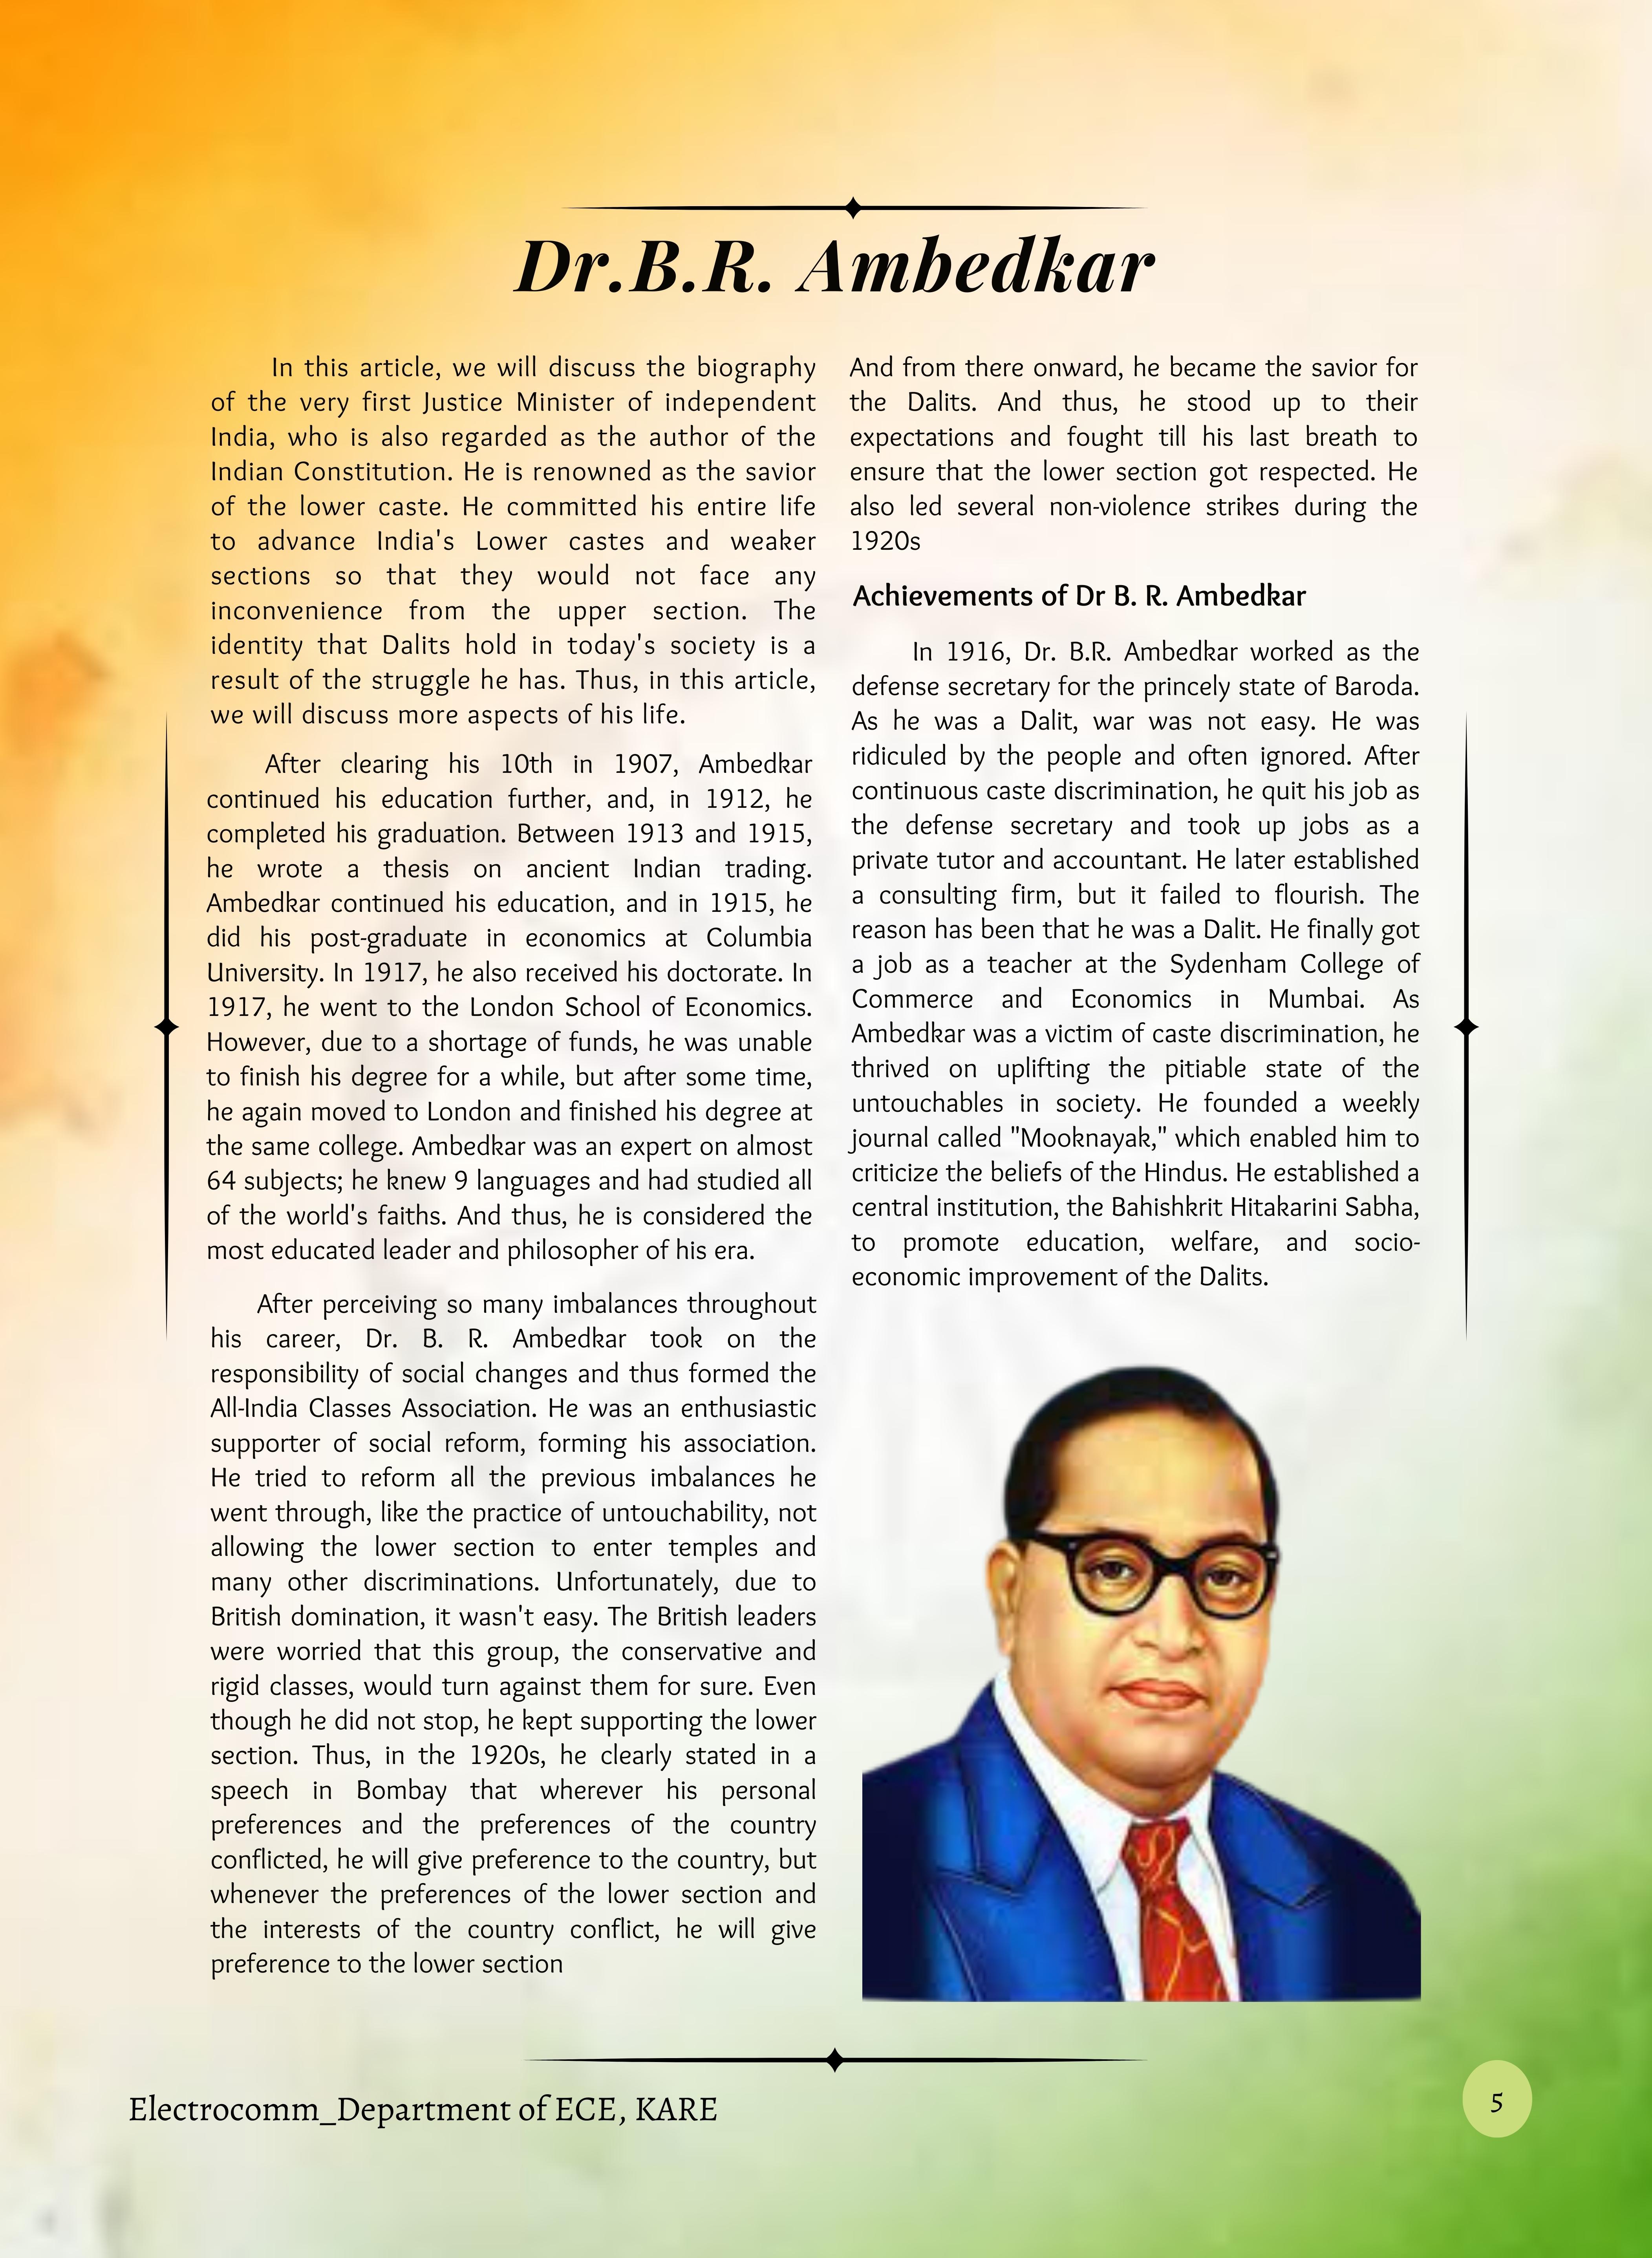 Dr.B.R. Ambedkar
In this article, we will discuss the biography
of the very first Justice Minister of independent
India, who is also regarded as the author of the
Indian Constitution. He is renowned as the savior
of the lower caste. He committed his entire life
to advance India's Lower castes and weaker
sections so that they would not face any
inconvenience from the upper section. The
identity that Dalits hold in today's society is a
result of the struggle he has. Thus, in this article,
we will discuss more aspects of his life.
After clearing his 10th in 1907, Ambedkar
continued his education further, and, in 1912, he
completed his graduation. Between 1913 and 1915,
he wrote a thesis on ancient Indian trading.
Ambedkar continued his education, and in 1915, he
did his post-graduate in economics at Columbia
University. In 1917, he also received his doctorate. In
1917, he went to the London School of Economics.
However, due to a shortage of funds, he was unable
to finish his degree for a while, but after some time,
he again moved to London and finished his degree at
the same college. Ambedkar was an expert on almost
64 subjects; he knew 9 languages and had studied all
of the world's faiths. And thus, he is considered the
most educated leader and philosopher of his era.
After perceiving so many imbalances throughout
his career, Dr. B. R. Ambedkar took on the
responsibility of social changes and thus formed the
All-India Classes Association. He was an enthusiastic
supporter of social reform, forming his association.
He tried to reform all the previous imbalances he
went through, like the practice of untouchability, not
allowing the lower section to enter temples and
many other discriminations. Unfortunately, due to
British domination, it wasn't easy. The British leaders
were worried that this group, the conservative and
rigid classes, would turn against them for sure. Even
though he did not stop, he kept supporting the lower
section. Thus, in the 1920s, he clearly stated in a
speech in Bombay that wherever his personal
preferences and the preferences of the country
conflicted, he will give preference to the country, but
whenever the preferences of the lower section and
the interests of the country conflict, he will give
preference to the lower section
And from there onward, he became the savior for
the Dalits. And thus, he stood up to their
expectations and fought till his last breath to
ensure that the lower section got respected. He
also led several non-violence strikes during the
1920s
Achievements of Dr B. R. Ambedkar
In 1916, Dr. B.R. Ambedkar worked as the
defense secretary for the princely state of Baroda.
As he was a Dalit, war was not easy. He was
ridiculed by the people and often ignored. After
continuous caste discrimination, he quit his job as
the defense secretary and took up jobs as a
private tutor and accountant. He later established
a consulting firm, but it failed to flourish. The
reason has been that he was a Dalit. He finally got
a job as a teacher at the Sydenham College of
Commerce and Economics in Mumbai. As
Ambedkar was a victim of caste discrimination, he
thrived on uplifting the pitiable state of the
untouchables in society. He founded a weekly
journal called "Mooknayak," which enabled him to
criticize the beliefs of the Hindus. He established a
central institution, the Bahishkrit Hitakarini Sabha,
to promote education, welfare, and socio-
economic improvement of the Dalits.
Electrocomm_Department of ECE, KARE
5